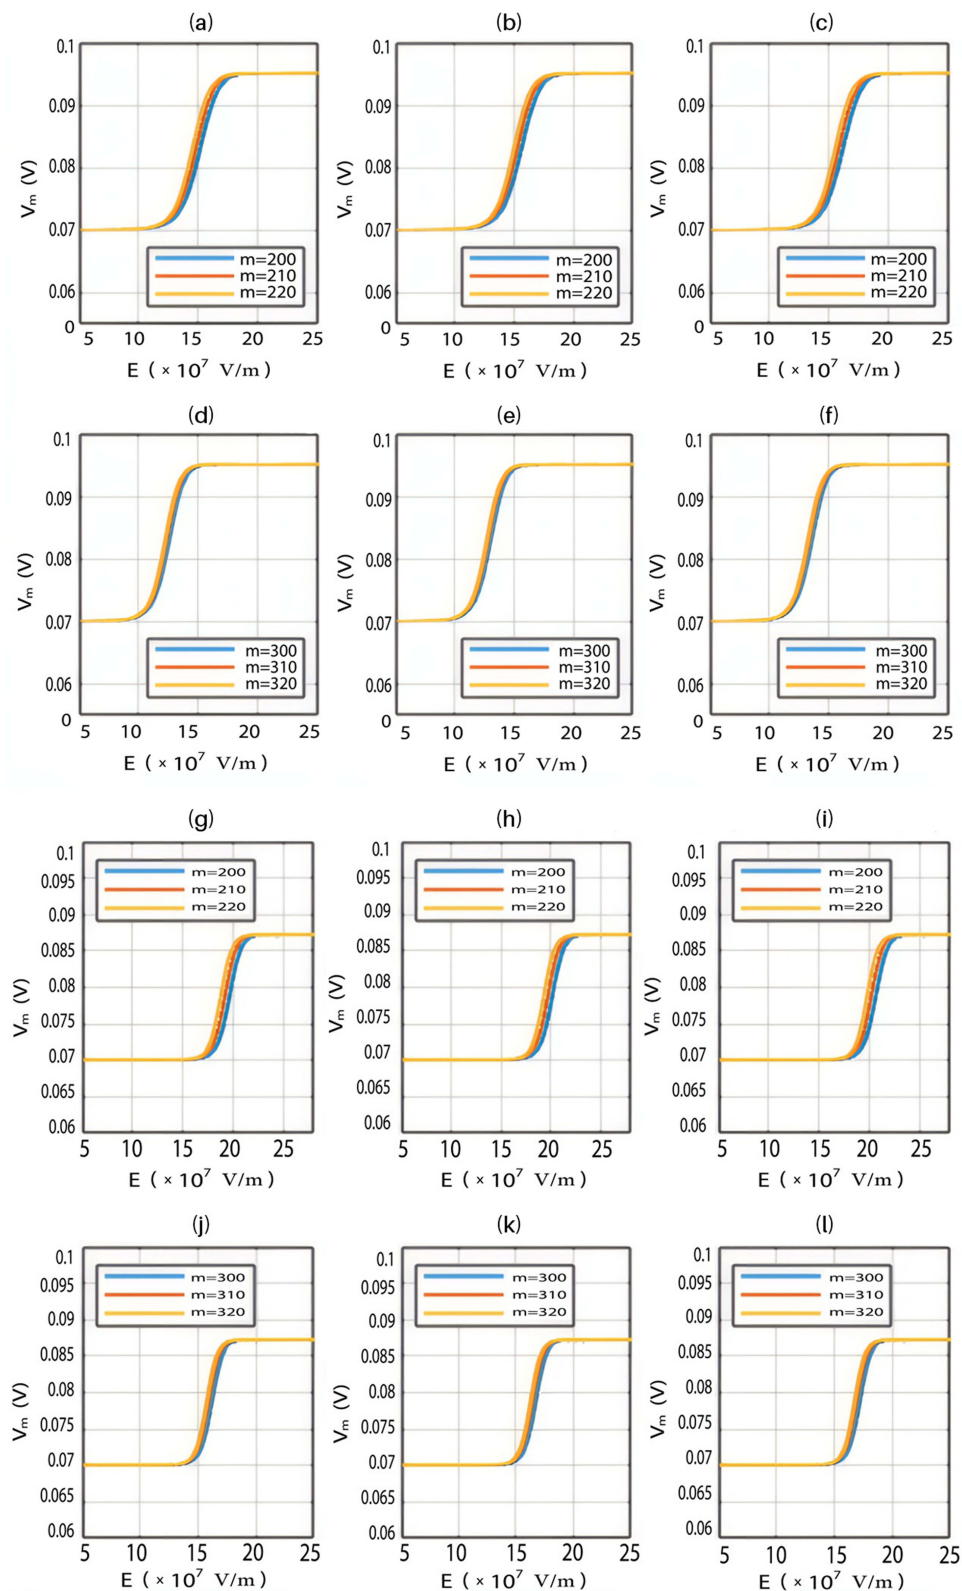 (a)
0.1
0.09
0.08
0.07
0.06
0
Vm (V)
m=200
m=210
m=220
5 10 15 20 25
E ( × 10⁷ V/m )
(b)
0.1
0.09
0.08
0.07
0.06
0
Vm (V)
m=200
m=210
m=220
5 10 15 20 25
E ( × 10⁷ V/m )
(c)
0.1
0.09
0.08
0.07
0.06
0
Vm (V)
m=200
m=210
m=220
5 10 15 20 25
E ( × 10⁷ V/m )
(d)
0.1
0.09
0.08
0.07
0.06
0
Vm (V)
m=300
m=310
m=320
5 10 15 20 25
E ( × 10⁷ V/m )
(e)
0.1
0.09
0.08
0.07
0.06
0
Vm (V)
m=300
m=310
m=320
5 10 15 20 25
E ( × 10⁷ V/m )
(f)
0.1
0.09
0.08
0.07
0.06
0
Vm (V)
m=300
m=310
m=320
5 10 15 20 25
E ( × 10⁷ V/m )
(g)
0.1
0.095
0.09
0.085
0.08
0.075
0.07
0.065
0.06
Vm (V)
m=200
m=210
m=220
5 10 15 20 25
E ( × 10⁷ V/m )
(h)
0.1
0.095
0.09
0.085
0.08
0.075
0.07
0.065
0.06
Vm (V)
m=200
m=210
m=220
5 10 15 20 25
E ( × 10⁷ V/m )
(i)
0.1
0.095
0.09
0.085
0.08
0.075
0.07
0.065
0.06
Vm (V)
m=200
m=210
m=220
5 10 15 20 25
E ( × 10⁷ V/m )
(j)
0.1
0.095
0.09
0.085
0.08
0.075
0.07
0.065
0.06
Vm (V)
m=300
m=310
m=320
5 10 15 20 25
E ( × 10⁷ V/m )
(k)
0.1
0.095
0.09
0.085
0.08
0.075
0.07
0.065
0.06
Vm (V)
m=300
m=310
m=320
5 10 15 20 25
E ( × 10⁷ V/m )
(l)
0.1
0.095
0.09
0.085
0.08
0.075
0.07
0.065
0.06
Vm (V)
m=300
m=310
m=320
5 10 15 20 25
E ( × 10⁷ V/m )